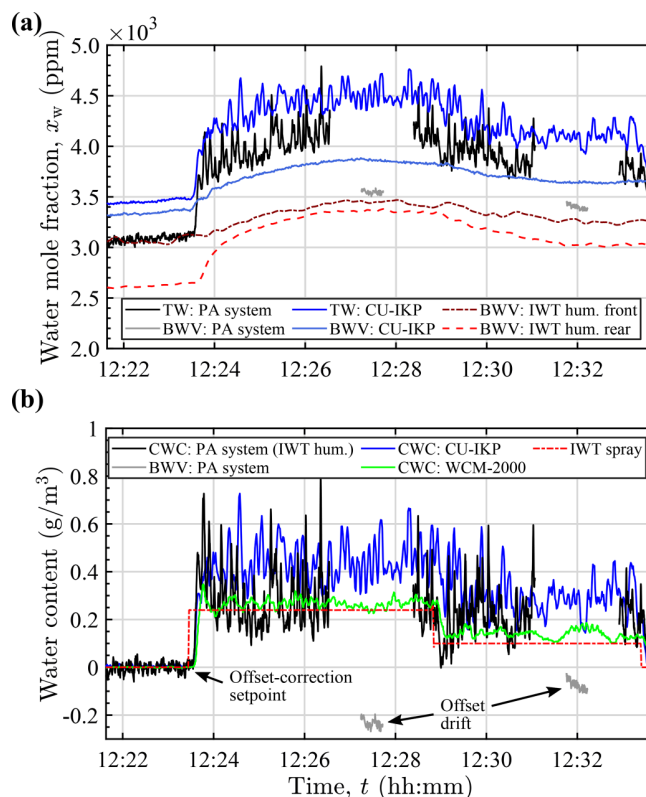 (a)
Water mole fraction, x_w (ppm)
×10³
5.0
4.5
4.0
3.5
3.0
2.5
2.0
TW: PA system
TW: CU-IKP
BWV: IWT hum. front
BWV: PA system
BWV: CU-IKP
BWV: IWT hum. rear
12:22 12:24 12:26 12:28 12:30 12:32
(b)
Water content (g/m³)
1
0.8
0.6
0.4
0.2
0
-0.2
CWC: PA system (IWT hum.)
CWC: CU-IKP
IWT spray
BWV: PA system
CWC: WCM-2000
Offset-correction
setpoint
Offset
drift
12:22 12:24 12:26 12:28 12:30 12:32
Time, t (hh:mm)